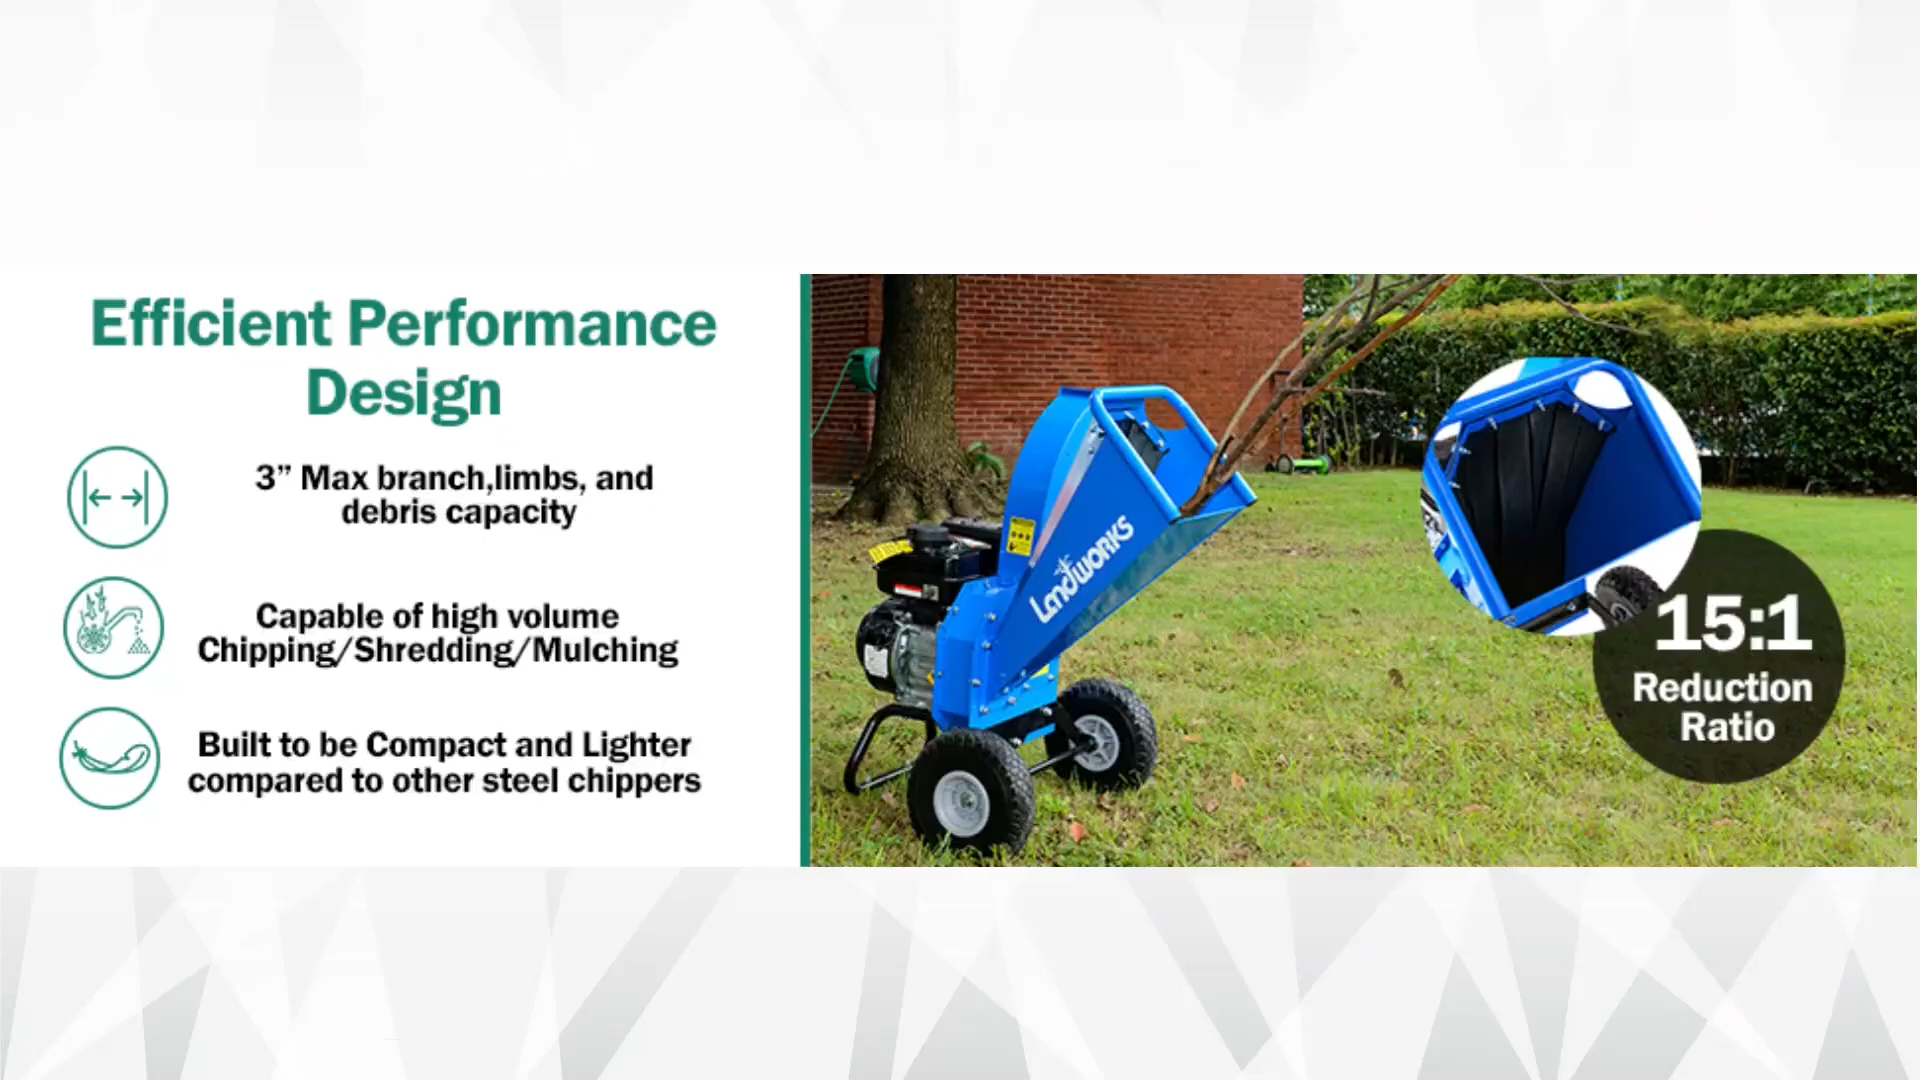 Efficient Performance
Design
3” Max branch,limbs, and
debris capacity
Capable of high volume
Chipping/Shredding/Mulching
Built to be Compact and Lighter
compared to other steel chippers
Landworks
15:1
Reduction
Ratio